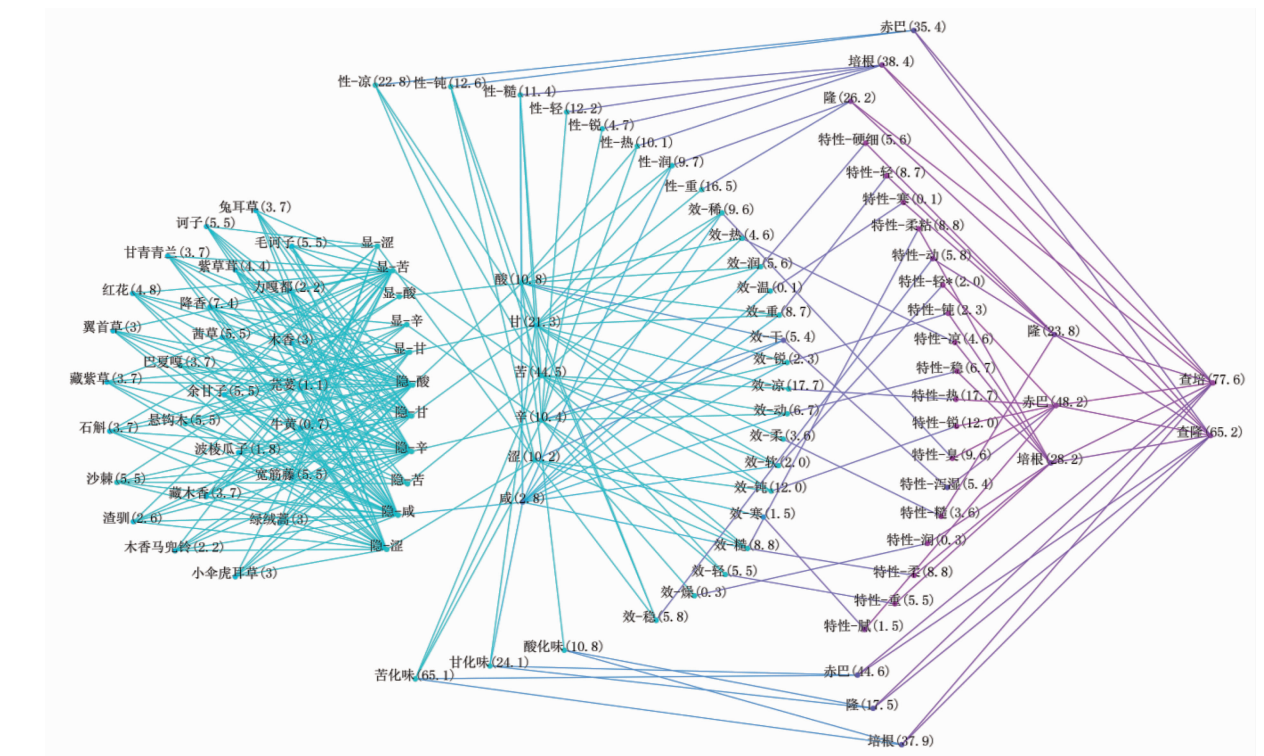 赤巴(35.4)
培根(38.4)
隆(26.2)
性-凉(22.8)
性-钝(12.6)
性-糙(11.4)
性-轻(12.2)
性-锐(4.7)
性-热(10.1)
性-润(9.7)
性-重(16.5)
兔耳草(3.7)
诃子(5.5)
毛诃子(5.5)
甘青青兰(3.7)
紫草茸(4.4)
力嘎都(2.2)
红花(4.8)
降香(7.4)
翼首草(3)
茜草(5.5)
木香(3)
巴夏嘎(3.7)
藏紫草(3.7)
余甘子(5.5)
芫荽(1.1)
悬钩木(5.5)
石斛(3.7)
牛黄(0.7)
波棱瓜子(1.8)
沙棘(5.5)
宽筋藤(5.5)
藏木香(3.7)
渣驯(2.6)
绿绒蒿(3)
木香马兜铃(2.2)
小伞虎耳草(3)
显-涩
显-苦
显-酸
显-辛
显-甘
隐-酸
隐-甘
隐-辛
隐-苦
隐-咸
隐-涩
酸(10.8)
甘(21.3)
苦(44.5)
辛(10.4)
涩(10.2)
咸(2.8)
效-稀(9.6)
效-热(4.6)
效-润(5.6)
效-温(0.1)
效-重(8.7)
效-干(5.4)
效-锐(2.3)
效-凉(17.7)
效-动(6.7)
效-柔(3.6)
效-软(2.0)
效-钝(12.0)
效-寒(1.5)
效-糙(8.8)
效-轻(5.5)
效-燥(0.3)
效-稳(5.8)
苦化味(65.1)
甘化味(24.1)
酸化味(10.8)
特性-硬细(5.6)
特性-轻(8.7)
特性-寒(0.1)
特性-柔粘(8.8)
特性-动(5.8)
特性-轻*(2.0)
特性-钝(2.3)
特性-凉(4.6)
特性-稳(6.7)
特性-热(17.7)
特性-锐(12.0)
特性-臭(9.6)
特性-泻湿(5.4)
特性-糙(3.6)
特性-润(0.3)
特性-柔(8.8)
特性-重(5.5)
特性-腻(1.5)
赤巴(44.6)
隆(17.5)
培根(37.9)
隆(23.8)
赤巴(48.2)
培根(28.2)
查培(77.6)
查隆(65.2)